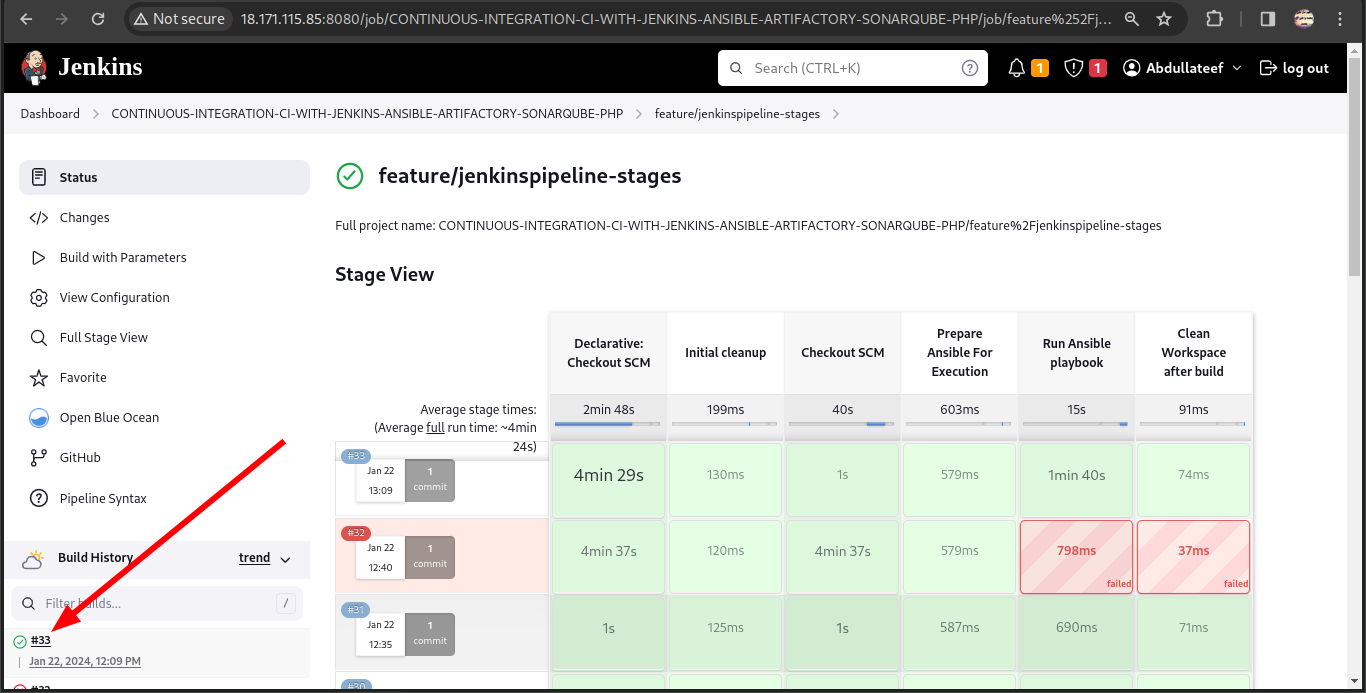 Not secure
18.171.115.85:8080/job/CONTINUOUS-INTEGRATION-CI-WITH-JENKINS-ANSIBLE-ARTIFACTORY-SONARQUBE-PHP/job/feature%252Fj...
Jenkins
Search (CTRL+K)
?
1
1
Abdullateef
log out
Dashboard
CONTINUOUS-INTEGRATION-CI-WITH-JENKINS-ANSIBLE-ARTIFACTORY-SONARQUBE-PHP
feature/jenkinspipeline-stages
Status
Changes
Build with Parameters
View Configuration
Full Stage View
Favorite
Open Blue Ocean
GitHub
Pipeline Syntax
Build History
trend
Filter builds...
/
#33
Jan 22, 2024, 12:09 PM
#32
feature/jenkinspipeline-stages
Full project name: CONTINUOUS-INTEGRATION-CI-WITH-JENKINS-ANSIBLE-ARTIFACTORY-SONARQUBE-PHP/feature%2Fjenkinspipeline-stages
Stage View
Declarative:
Checkout SCM
Initial cleanup
Checkout SCM
Prepare
Ansible For
Execution
Run Ansible
playbook
Clean
Workspace
after build
Average stage times:
(Average full run time: ~4min
24s)
2min 48s
199ms
40s
603ms
15s
91ms
#33
Jan 22
13:09
1
commit
4min 29s
130ms
1s
579ms
1min 40s
74ms
#32
Jan 22
12:40
1
commit
4min 37s
120ms
4min 37s
579ms
798ms
failed
37ms
failed
#31
Jan 22
12:35
1
commit
1s
125ms
1s
587ms
690ms
71ms
#30